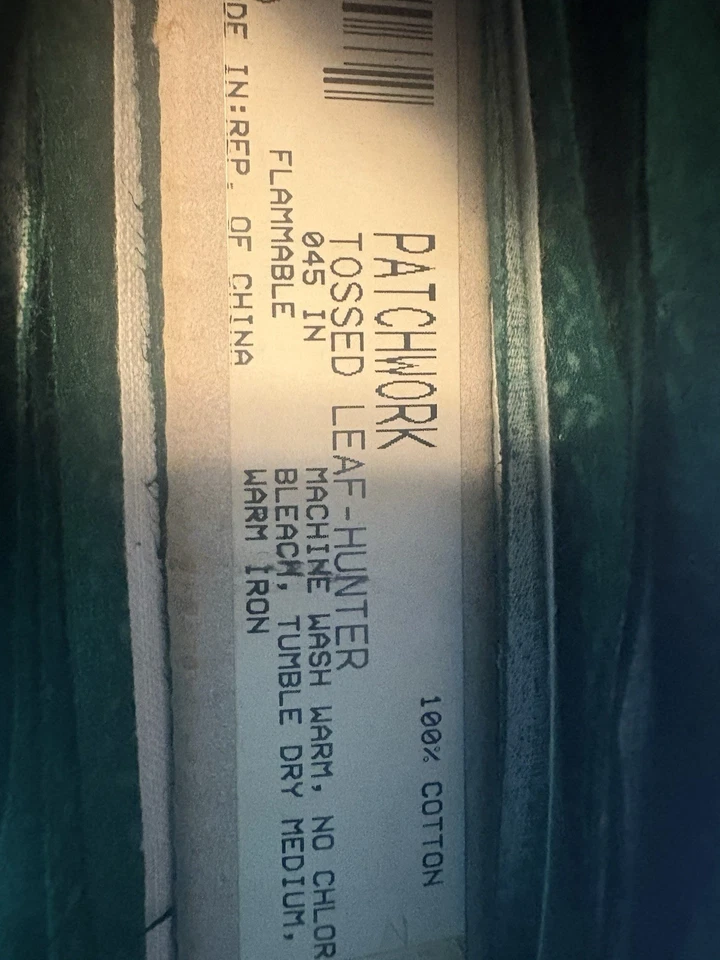 PATCHWORK
100% COTTON
TOSSED LEAF-HUNTER
045 IN
MACHINE WASH WARM, NO CHLOR
FLAMMABLE
BLEACH, TUMBLE DRY MEDIUM,
WARM IRON
DE IN:REP. OF CHINA